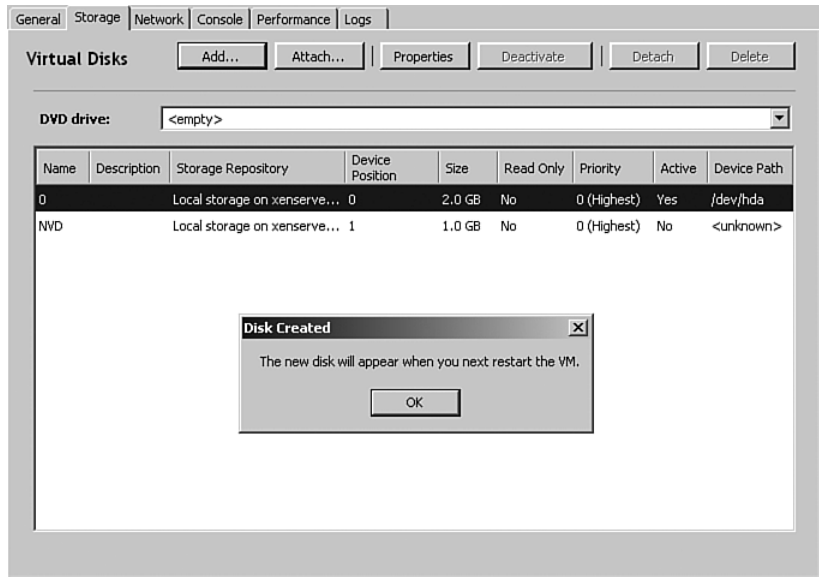 General Storage Network Console Performance Logs
Virtual Disks Add... Attach... Properties Deactivate Detach Delete
DVD drive: <empty>
Name Description Storage Repository Device Position Size Read Only Priority Active Device Path
0 Local storage on xenserve... 0 2.0 GB No 0 (Highest) Yes /dev/hda
NVD Local storage on xenserve... 1 1.0 GB No 0 (Highest) No <unknown>
Disk Created
The new disk will appear when you next restart the VM.
OK